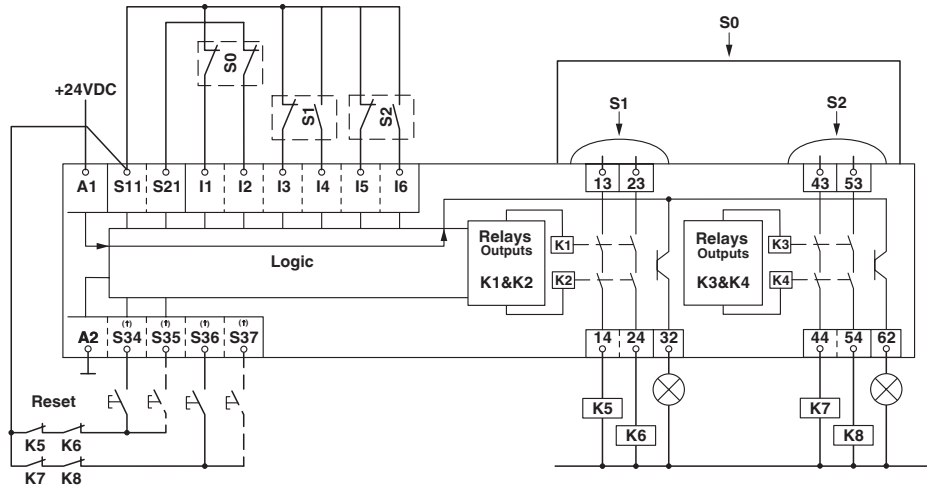 S0
+24VDC
S0
S1
S2
S1
S2
A1 S11 S21 I1 I2 I3 I4 I5 I6
13 23
43 53
Logic
Relays
Outputs
K1&K2
K1
K2
Relays
Outputs
K3&K4
K3
K4
A2 S34 S35 S36 S37
(†) (†) (†) (†)
14 24 32
44 54 62
Reset
K5 K6
K7 K8
K5
K6
K7
K8